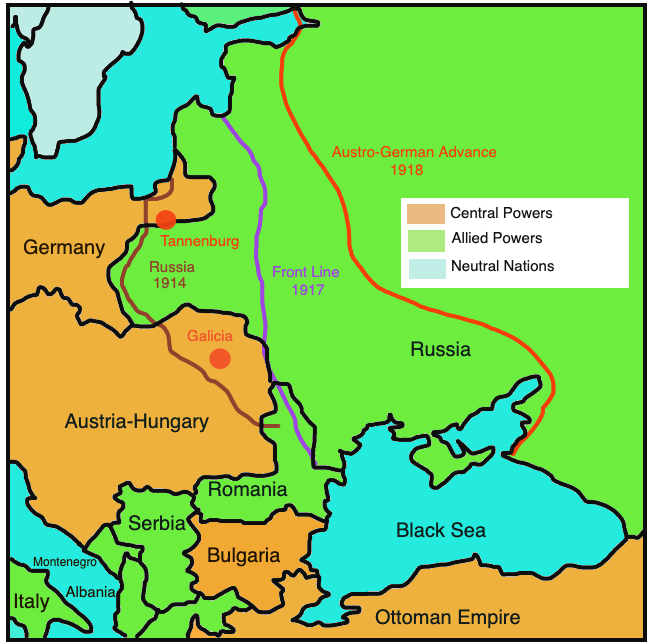 Austro-German Advance
1918
Central Powers
Allied Powers
Neutral Nations
Tannenburg
Germany
Russia
1914
Front Line
1917
Galicia
Russia
Austria-Hungary
Romania
Serbia
Black Sea
Bulgaria
Montenegro
Albania
Italy
Ottoman Empire